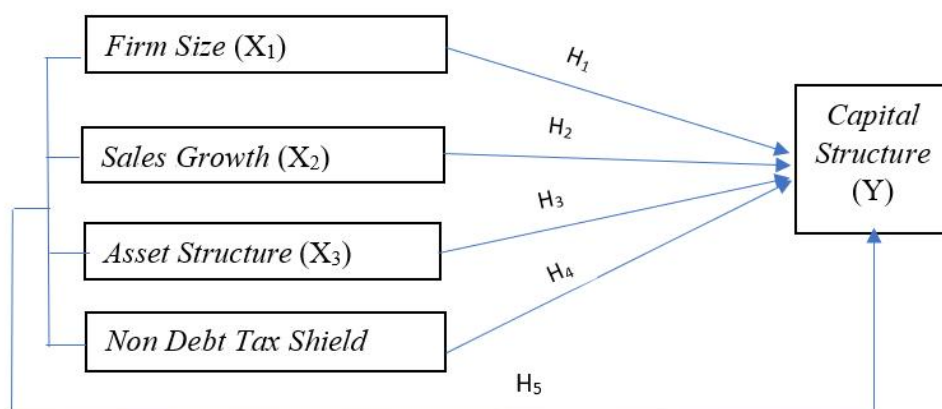 Firm Size (X₁)
H₁
Capital
Structure
(Y)
Sales Growth (X₂)
H₂
Asset Structure (X₃)
H₃
Non Debt Tax Shield
H₄
H₅